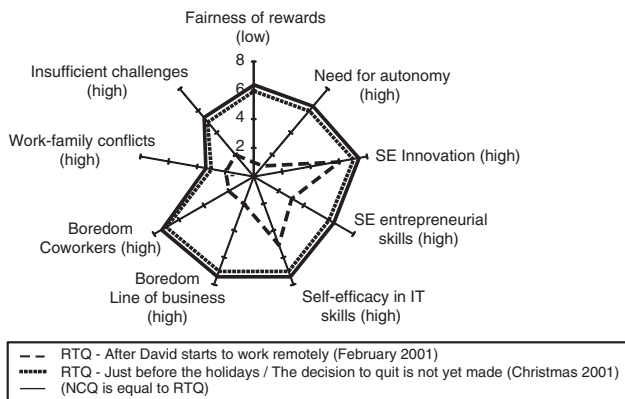 Fairness of rewards
(low)
8
6
4
2
-
Need for autonomy
(high)
SE Innovation (high)
SE entrepreneurial
skills (high)
Self-efficacy in IT
skills (high)
Boredom
Line of business
(high)
Boredom
Coworkers (high)
Work-family conflicts
(high)
Insufficient challenges
(high)
RTQ - After David starts to work remotely (February 2001)
RTQ - Just before the holidays / The decision to quit is not yet made (Christmas 2001)
(NCQ is equal to RTQ)